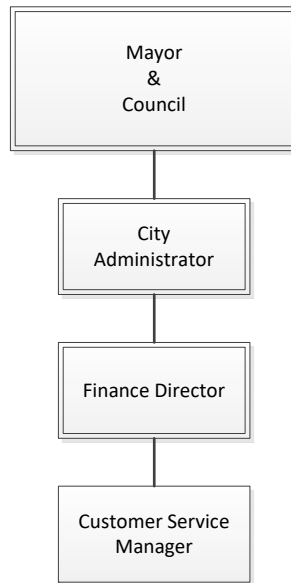 Mayor
&
Council
City
Administrator
Finance Director
Customer Service
Manager